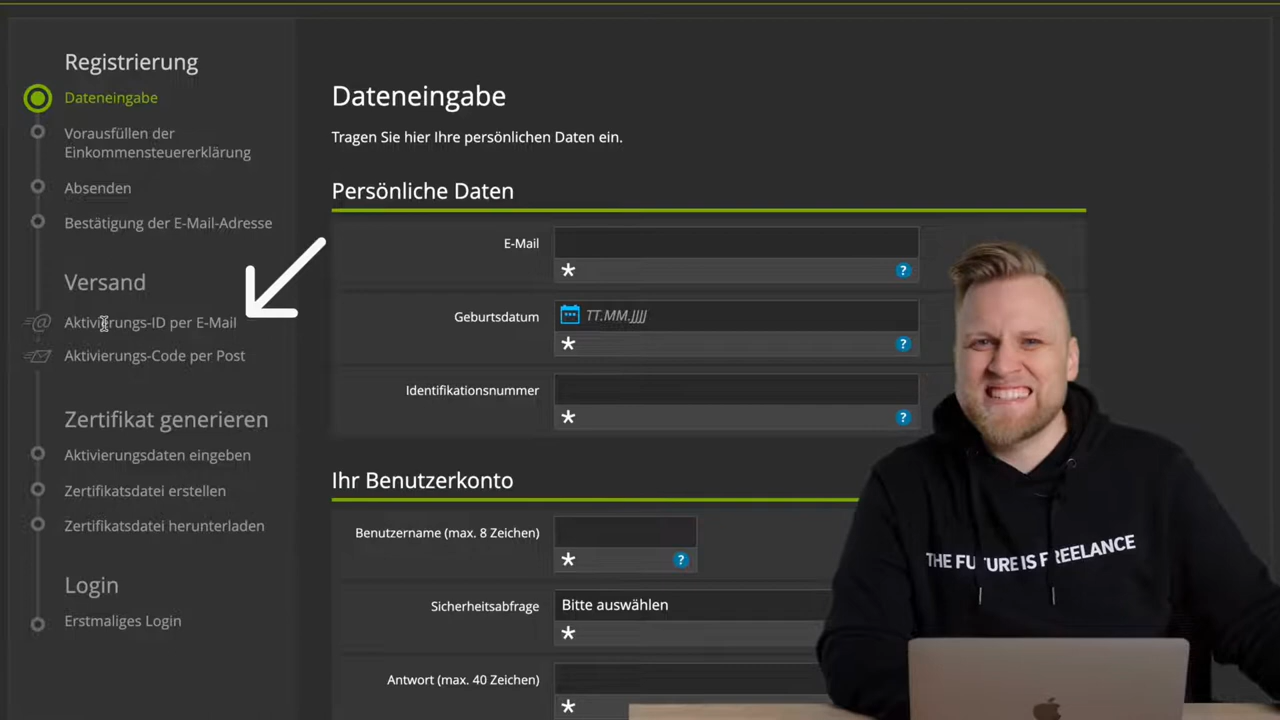 Registrierung
Dateneingabe
Vorausfüllen der
Einkommensteuererklärung
Absenden
Bestätigung der E-Mail-Adresse
Versand
Aktivierungs-ID per E-Mail
Aktivierungs-Code per Post
Zertifikat generieren
Aktivierungsdaten eingeben
Zertifikatsdatei erstellen
Zertifikatsdatei herunterladen
Login
Erstmaliges Login
Dateneingabe
Tragen Sie hier Ihre persönlichen Daten ein.
Persönliche Daten
E-Mail
*
?
Geburtsdatum
TT.MM.JJJJ
*
?
Identifikationsnummer
*
?
Ihr Benutzerkonto
Benutzername (max. 8 Zeichen)
*
?
Sicherheitsabfrage
Bitte auswählen
*
Antwort (max. 40 Zeichen)
*
THE FUTURE IS FREELANCE